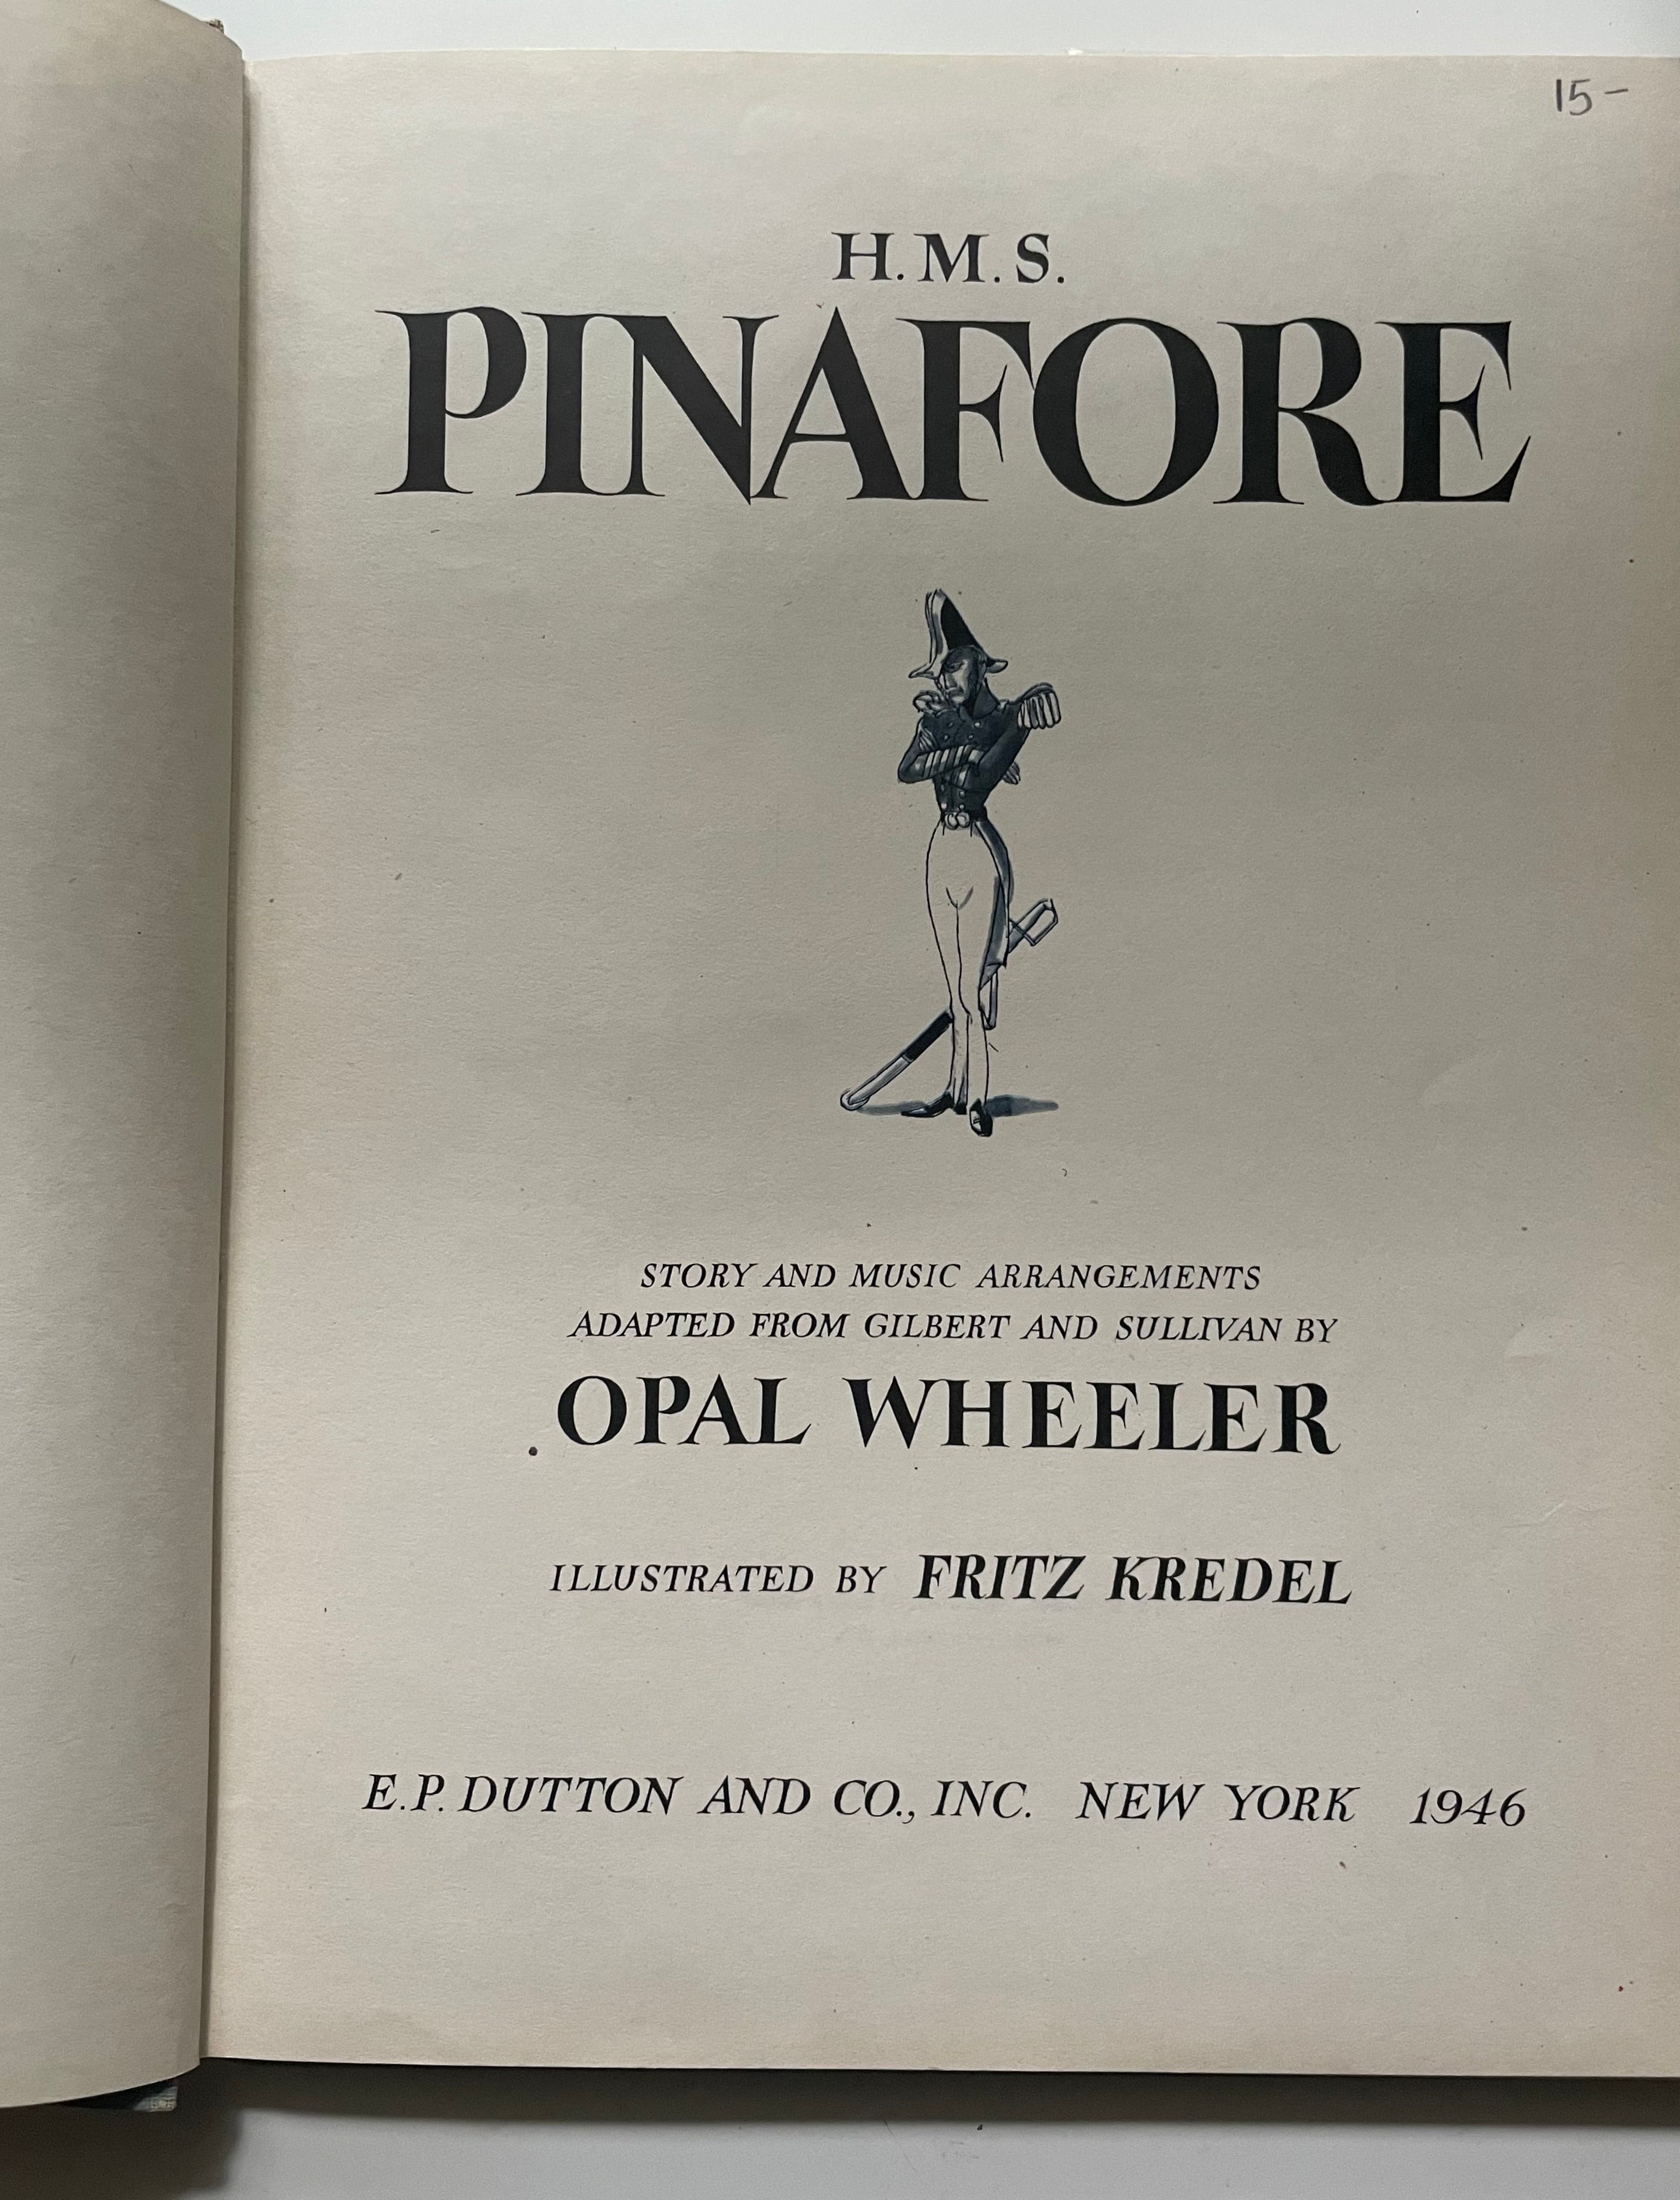 15-
H.M.S.
PINAFORE
STORY AND MUSIC ARRANGEMENTS
ADAPTED FROM GILBERT AND SULLIVAN BY
OPAL WHEELER
ILLUSTRATED BY FRITZ KREDEL
E.P. DUTTON AND CO., INC. NEW YORK 1946